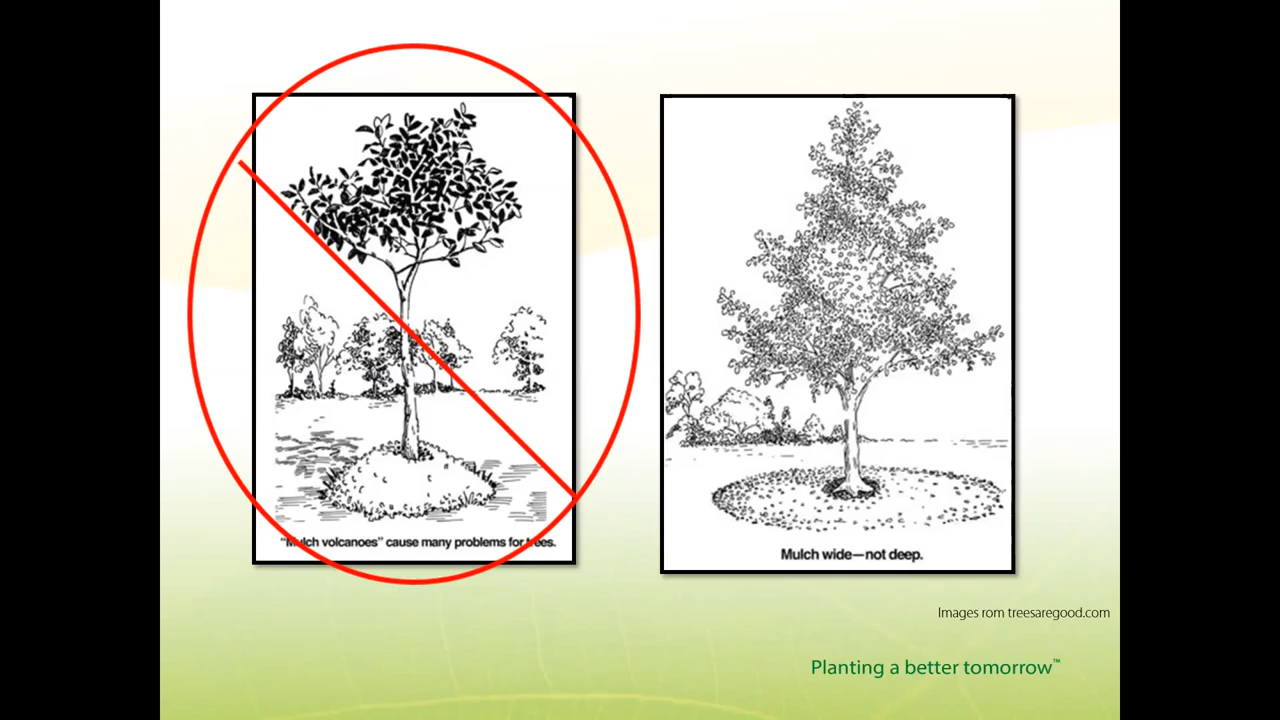 "Mulch volcanoes" cause many problems for trees.
Mulch wide—not deep.
Images rom treesaregood.com
Planting a better tomorrow™